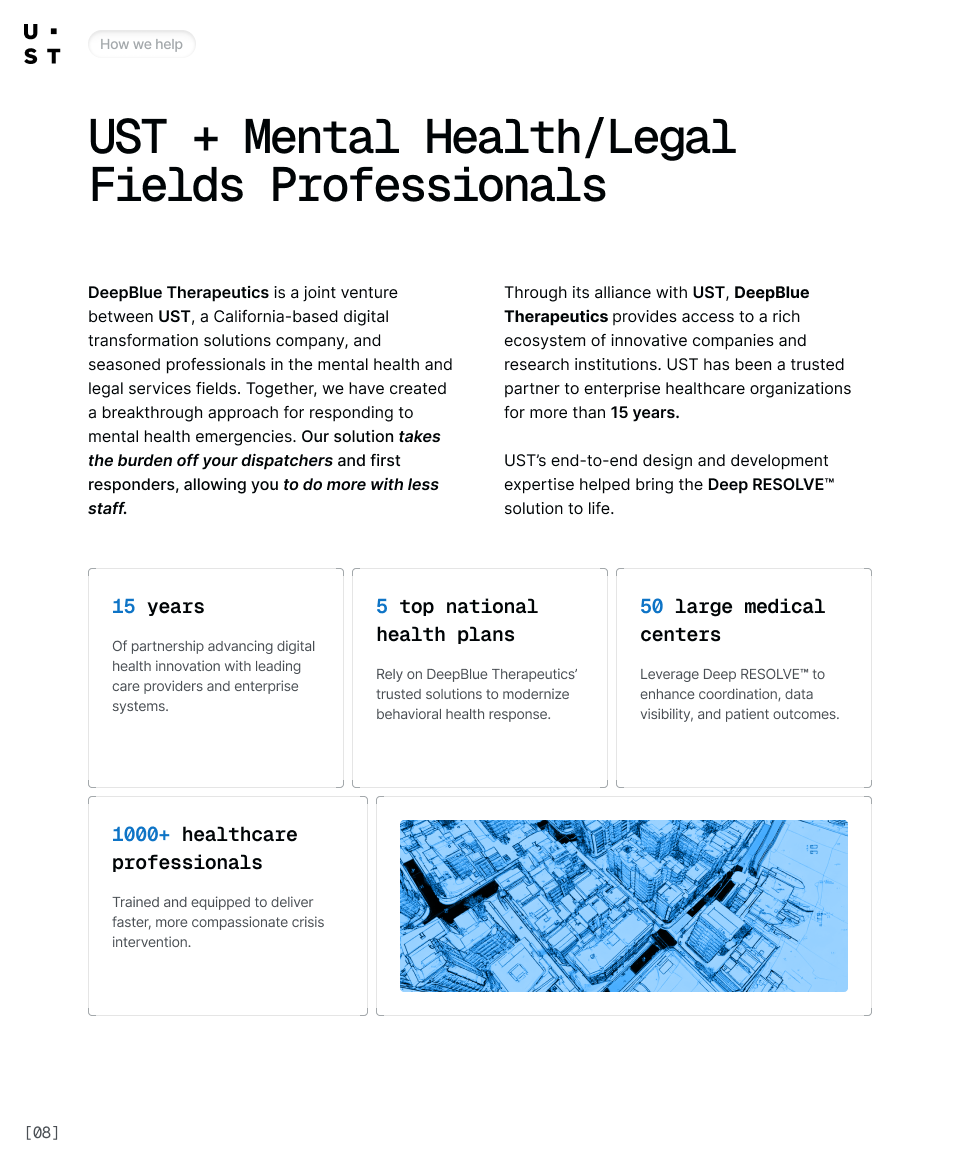 U ·
S T
How we help
UST + Mental Health/Legal
Fields Professionals
DeepBlue Therapeutics is a joint venture
between UST, a California-based digital
transformation solutions company, and
seasoned professionals in the mental health and
legal services fields. Together, we have created
a breakthrough approach for responding to
mental health emergencies. Our solution takes
the burden off your dispatchers and first
responders, allowing you to do more with less
staff.
Through its alliance with UST, DeepBlue
Therapeutics provides access to a rich
ecosystem of innovative companies and
research institutions. UST has been a trusted
partner to enterprise healthcare organizations
for more than 15 years.
UST’s end-to-end design and development
expertise helped bring the Deep RESOLVE™
solution to life.
15 years
Of partnership advancing digital
health innovation with leading
care providers and enterprise
systems.
5 top national
health plans
Rely on DeepBlue Therapeutics’
trusted solutions to modernize
behavioral health response.
50 large medical
centers
Leverage Deep RESOLVE™ to
enhance coordination, data
visibility, and patient outcomes.
1000+ healthcare
professionals
Trained and equipped to deliver
faster, more compassionate crisis
intervention.
[08]